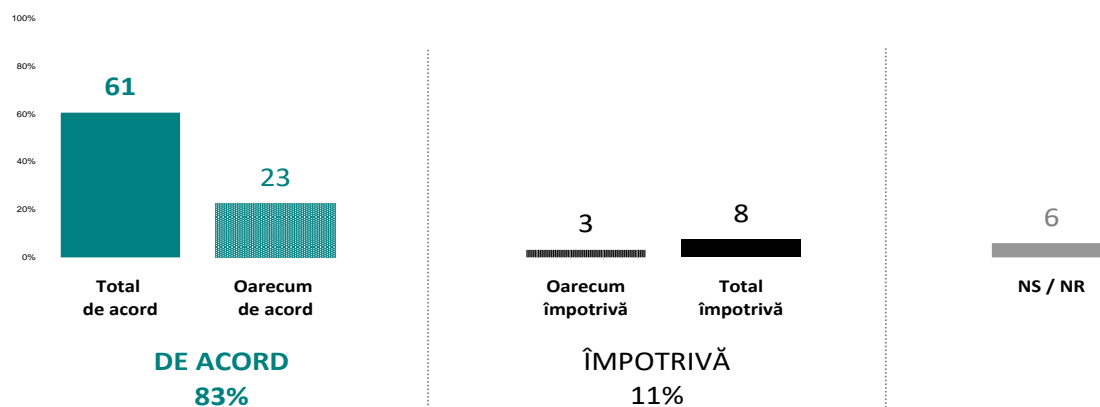 100%
80%
60%
40%
20%
0%
61
23
3
8
6
Total
de acord
Oarecum
de acord
Oarecum
împotrivă
Total
împotrivă
NS / NR
DE ACORD
83%
ÎMPOTRIVĂ
11%